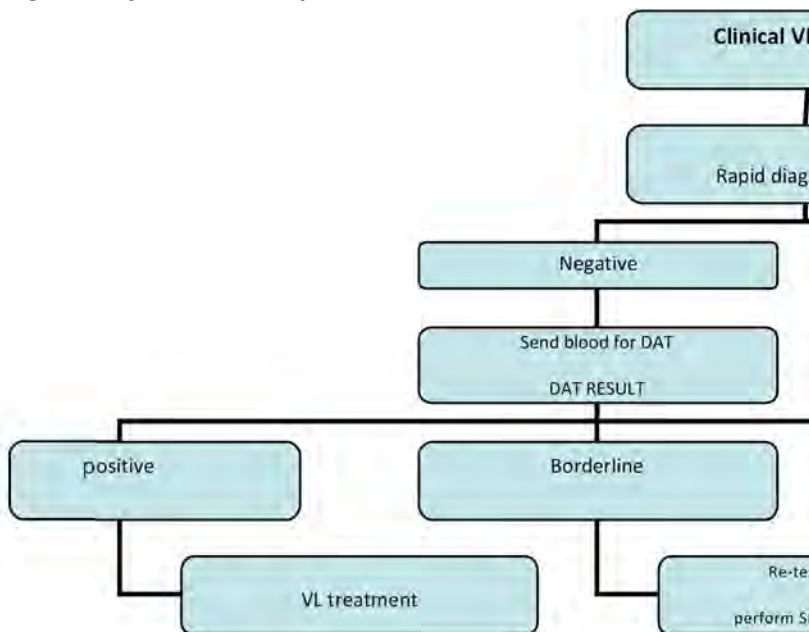 Clinical VL
Rapid diag
Negative
Send blood for DAT
DAT RESULT
positive
Borderline
VL treatment
Re-te
perform S